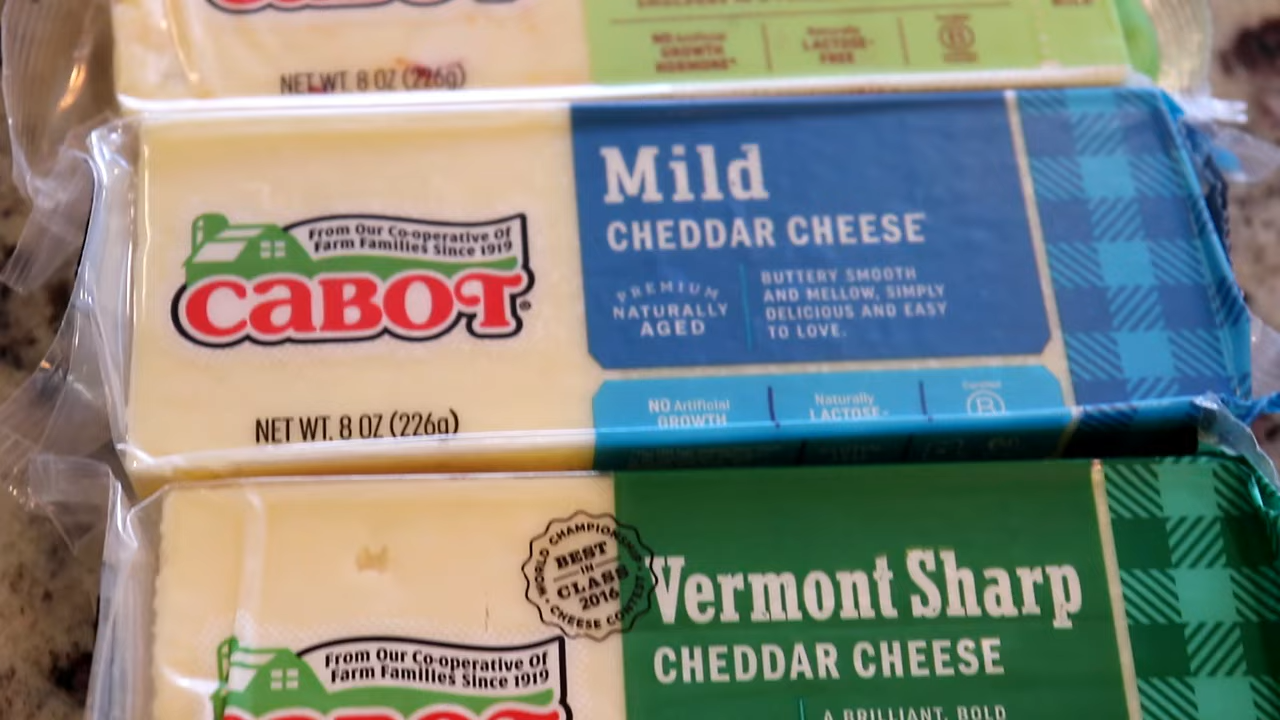 CABOT
NET WT. 8 OZ (226g)
NO Artificial
GROWTH
HORMONE*
Naturally
LACTOSE-
FREE
B
Mild
CHEDDAR CHEESE
From Our Co-operative Of
Farm Families Since 1919
CABOT®
PREMIUM
NATURALLY
AGED
BUTTERY SMOOTH
AND MELLOW, SIMPLY
DELICIOUS AND EASY
TO LOVE.
NET WT. 8 OZ (226g)
NO Artificial
GROWTH
Naturally
LACTOSE-
Certified
B
WORLD CHAMPIONSHIP
BEST
IN
CLASS
2016
CHEESE CONTEST
Vermont Sharp
CHEDDAR CHEESE
From Our Co-operative Of
Farm Families Since 1919
CABOT
A BRILLIANT, BOLD